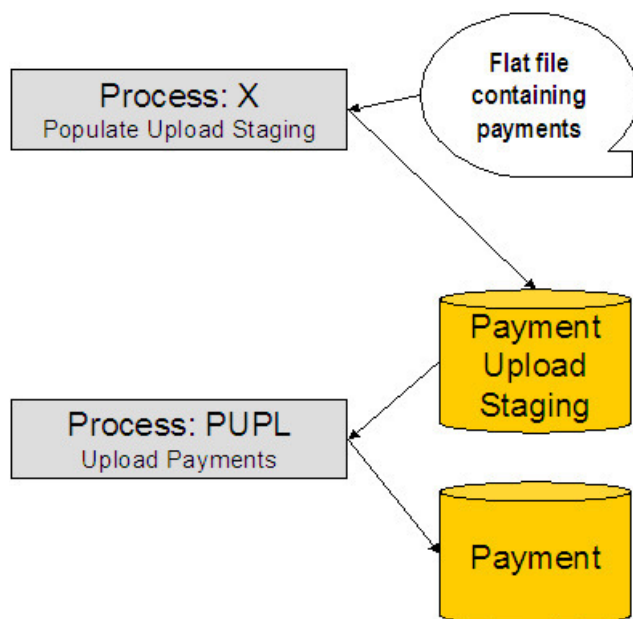 Process: X
Populate Upload Staging
Flat file
containing
payments
Payment
Upload
Staging
Process: PUPL
Upload Payments
Payment